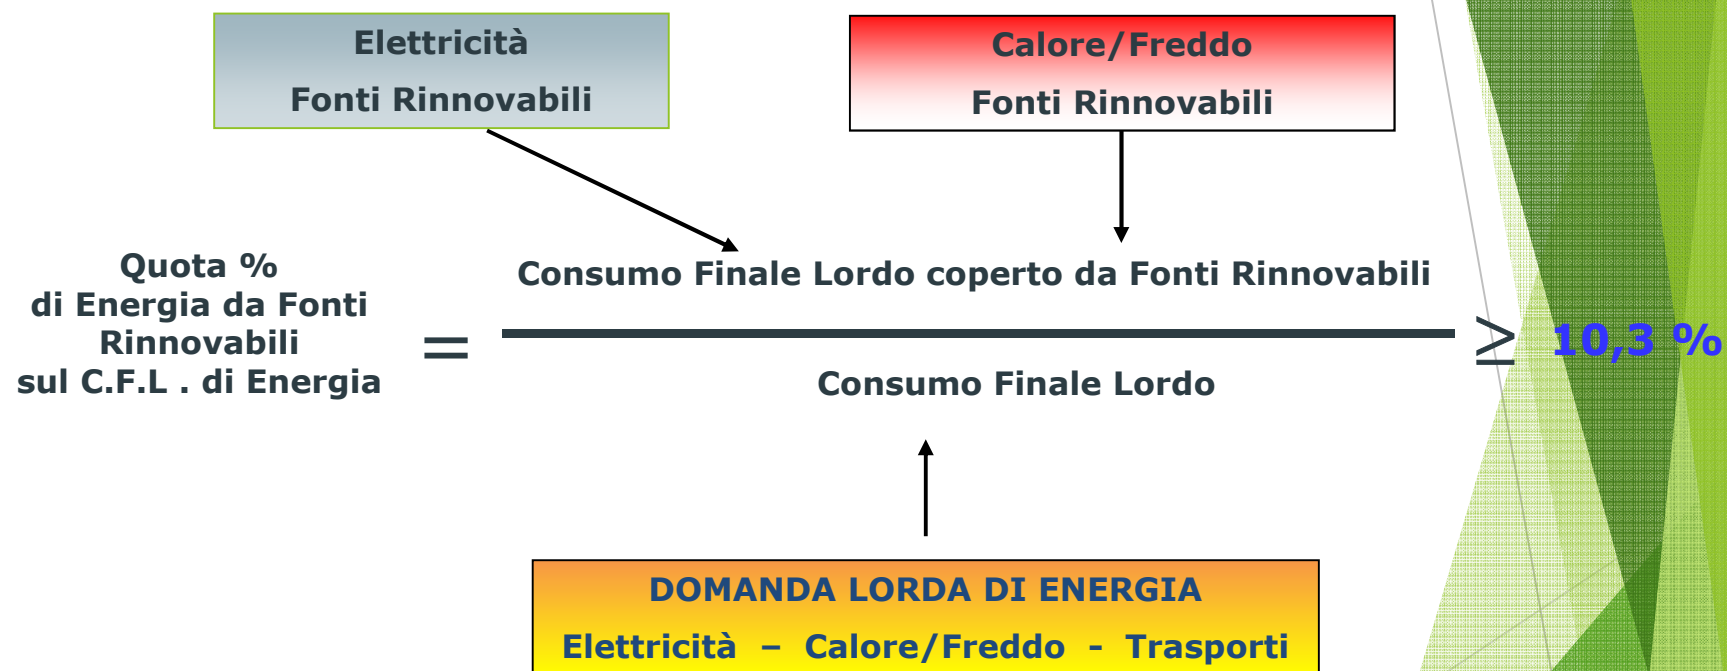 Elettricità
Fonti Rinnovabili
Calore/Freddo
Fonti Rinnovabili
Quota %
di Energia da Fonti
Rinnovabili
sul C.F.L . di Energia
=
Consumo Finale Lordo coperto da Fonti Rinnovabili
Consumo Finale Lordo
≥ 10,3 %
DOMANDA LORDA DI ENERGIA
Elettricità – Calore/Freddo - Trasporti